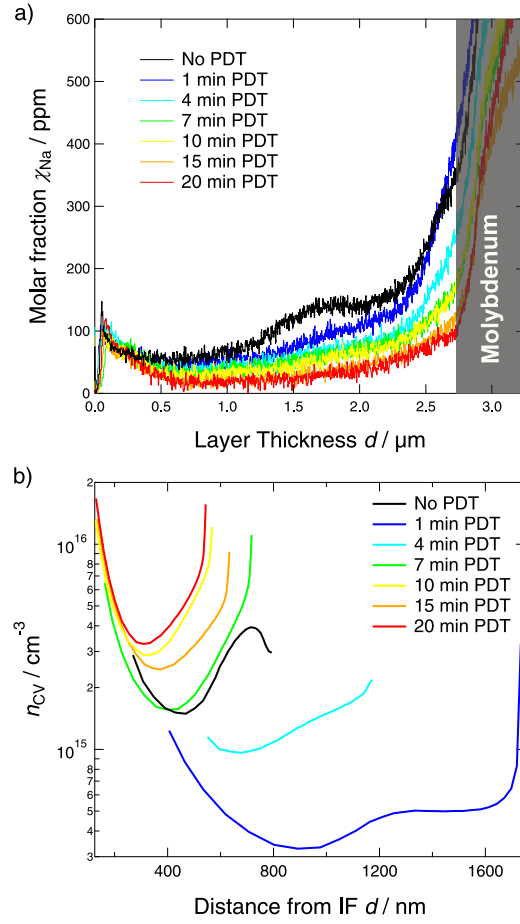 a)
600
500
400
300
200
100
0
Molar fraction χNa / ppm
No PDT
1 min PDT
4 min PDT
7 min PDT
10 min PDT
15 min PDT
20 min PDT
Molybdenum
0.0 0.5 1.0 1.5 2.0 2.5 3.0
Layer Thickness d / µm
b)
2
10^16
8
7
6
5
4
3
2
10^15
8
7
6
5
4
3
nCV / cm^-3
No PDT
1 min PDT
4 min PDT
7 min PDT
10 min PDT
15 min PDT
20 min PDT
400 800 1200 1600
Distance from IF d / nm